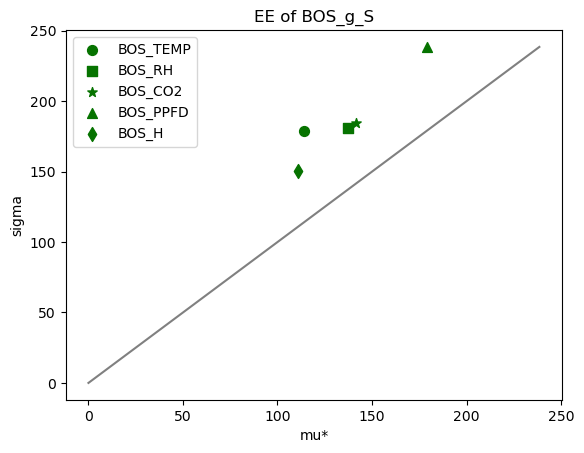 EE of BOS_g_S
BOS_TEMP
BOS_RH
BOS_CO2
BOS_PPFD
BOS_H
250
200
150
100
50
0
sigma
0
50
100
150
200
250
mu*